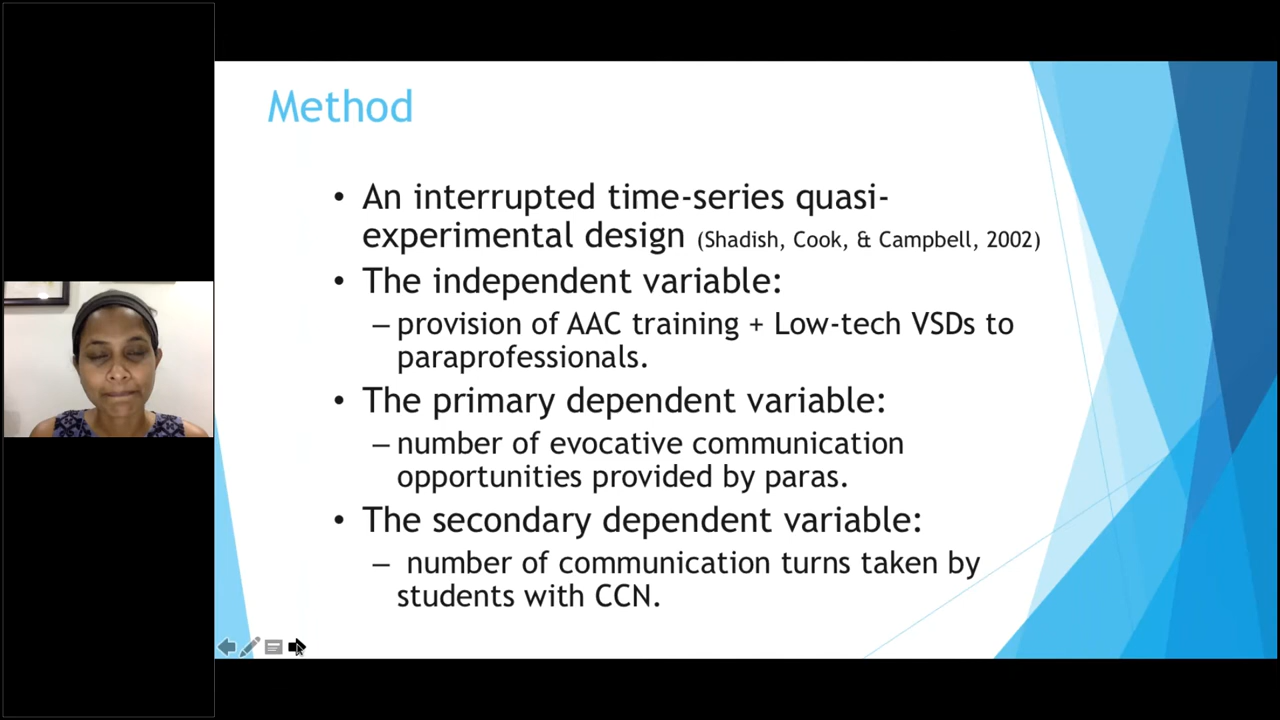 Method
• An interrupted time-series quasi-
experimental design (Shadish, Cook, & Campbell, 2002)
• The independent variable:
– provision of AAC training + Low-tech VSDs to
paraprofessionals.
• The primary dependent variable:
– number of evocative communication
opportunities provided by paras.
• The secondary dependent variable:
– number of communication turns taken by
students with CCN.